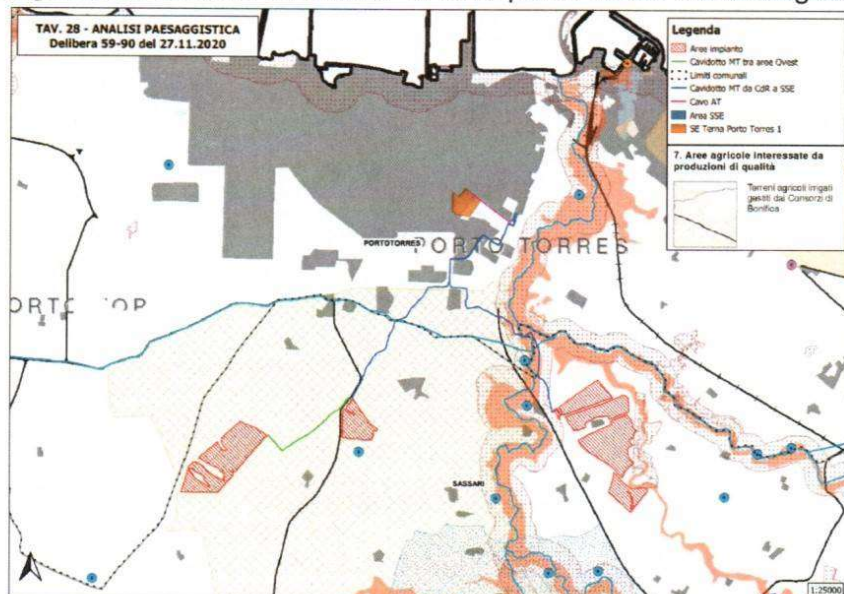 TAV. 28 - ANALISI PAESAGGISTICA
Delibera 59-90 del 27.11.2020
Legenda
Aree impianto
Cavidotto MT tra aree Ovest
Limiti comunali
Cavidotto MT da CdR a SSE
Cavo AT
Area SSE
SE Terna Porto Torres 1
7. Aree agricole interessate da
produzioni di qualità
Terreni agricoli irrigati
gestiti dai Consorzi di
Bonifica
PORTOTORRES
PORTO TORRES
PORTO TOR
SASSARI
1:25000